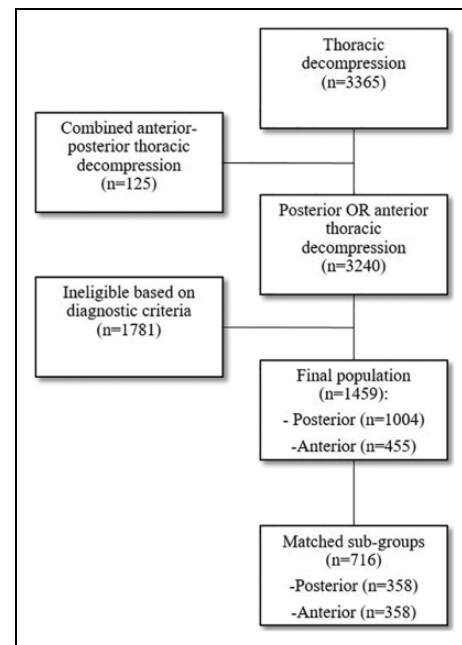 Thoracic
decompression
(n=3365)
Combined anterior-
posterior thoracic
decompression
(n=125)
Posterior OR anterior
thoracic
decompression
(n=3240)
Ineligible based on
diagnostic criteria
(n=1781)
Final population
(n=1459):
- Posterior (n=1004)
-Anterior (n=455)
Matched sub-groups
(n=716)
-Posterior (n=358)
-Anterior (n=358)